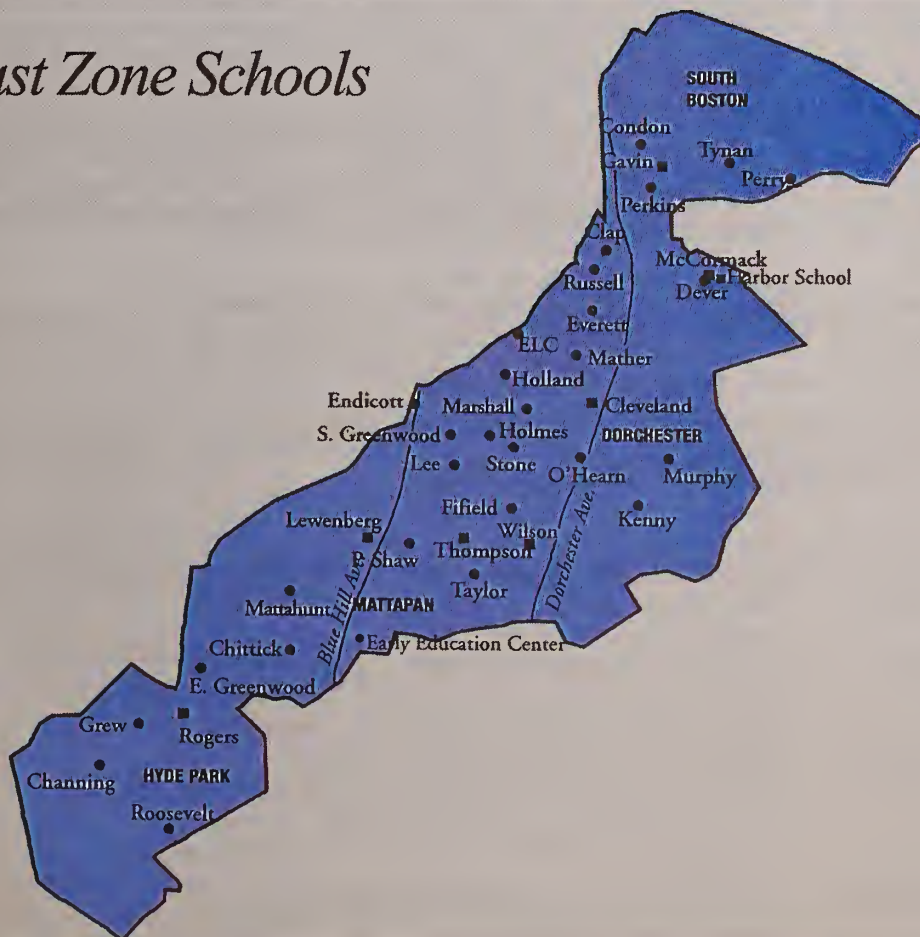 ast Zone Schools
SOUTH
BOSTON
Condon
Gavin
Tynan
Perry
Perkins
Clap
McCormack
Harbor School
Russell
Dever
Everett
ELC
Mather
Holland
Endicott
Marshall
Cleveland
S. Greenwood
Holmes
DORCHESTER
Lee
Stone
O'Hearn
Murphy
Fifield
Kenny
Lewenberg
Wilson
P. Shaw
Thompson
Taylor
Dorchester Ave.
Blue Hill Ave.
Mattahunt
MATTAPAN
Chittick
Early Education Center
E. Greenwood
Grew
Rogers
Channing
HYDE PARK
Roosevelt